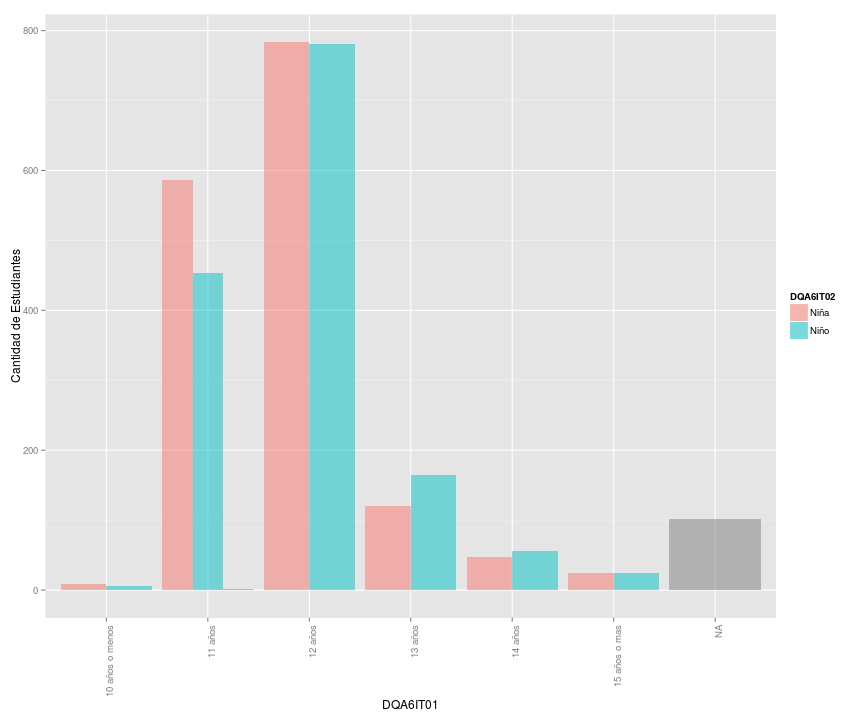 800
600
400
200
0
Cantidad de Estudiantes
10 años o menos
11 años
12 años
13 años
14 años
15 años o mas
NA
DQA6IT01
DQA6IT02
Niña
Niño